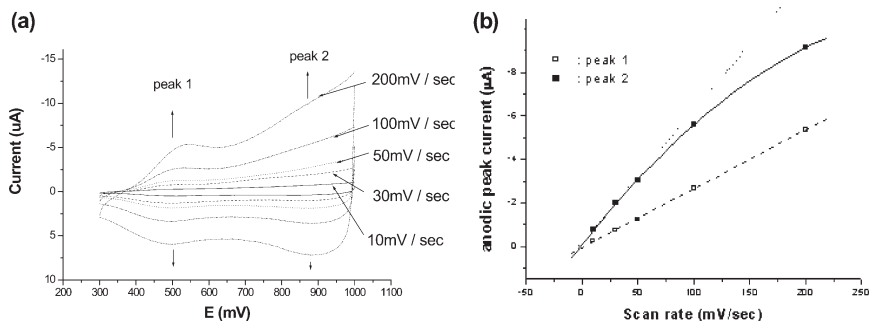 (a)
-15
-10
-5
0
5
10
Current (uA)
peak 1
peak 2
200mV / sec
100mV / sec
50mV / sec
30mV / sec
10mV / sec
200 300 400 500 600 700 800 900 1000 1100
E (mV)
(b)
-8
-6
-4
-2
0
anodic peak current (µA)
: peak 1
: peak 2
0 50 100 150 200 250
Scan rate (mV/sec)